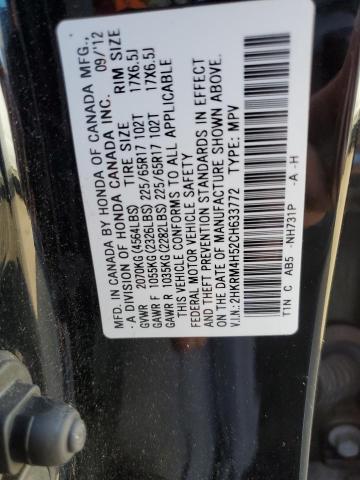 MFD. IN CANADA BY HONDA OF CANADA MFG.,
- A DIVISION OF HONDA CANADA INC. 09/'12
TIRE SIZE RIM SIZE
GVWR 2070KG (4564LBS)
GAWR F 1055KG (2326LBS) 225/65R17 102T 17X6.5J
GAWR R 1035KG (2282LBS) 225/65R17 102T 17X6.5J
THIS VEHICLE CONFORMS TO ALL APPLICABLE
FEDERAL MOTOR VEHICLE SAFETY
AND THEFT PREVENTION STANDARDS IN EFFECT
ON THE DATE OF MANUFACTURE SHOWN ABOVE.
V.I.N.: 2HKRM4H52CH633772 TYPE: MPV
TIN C AB5 -NH731P -A -H